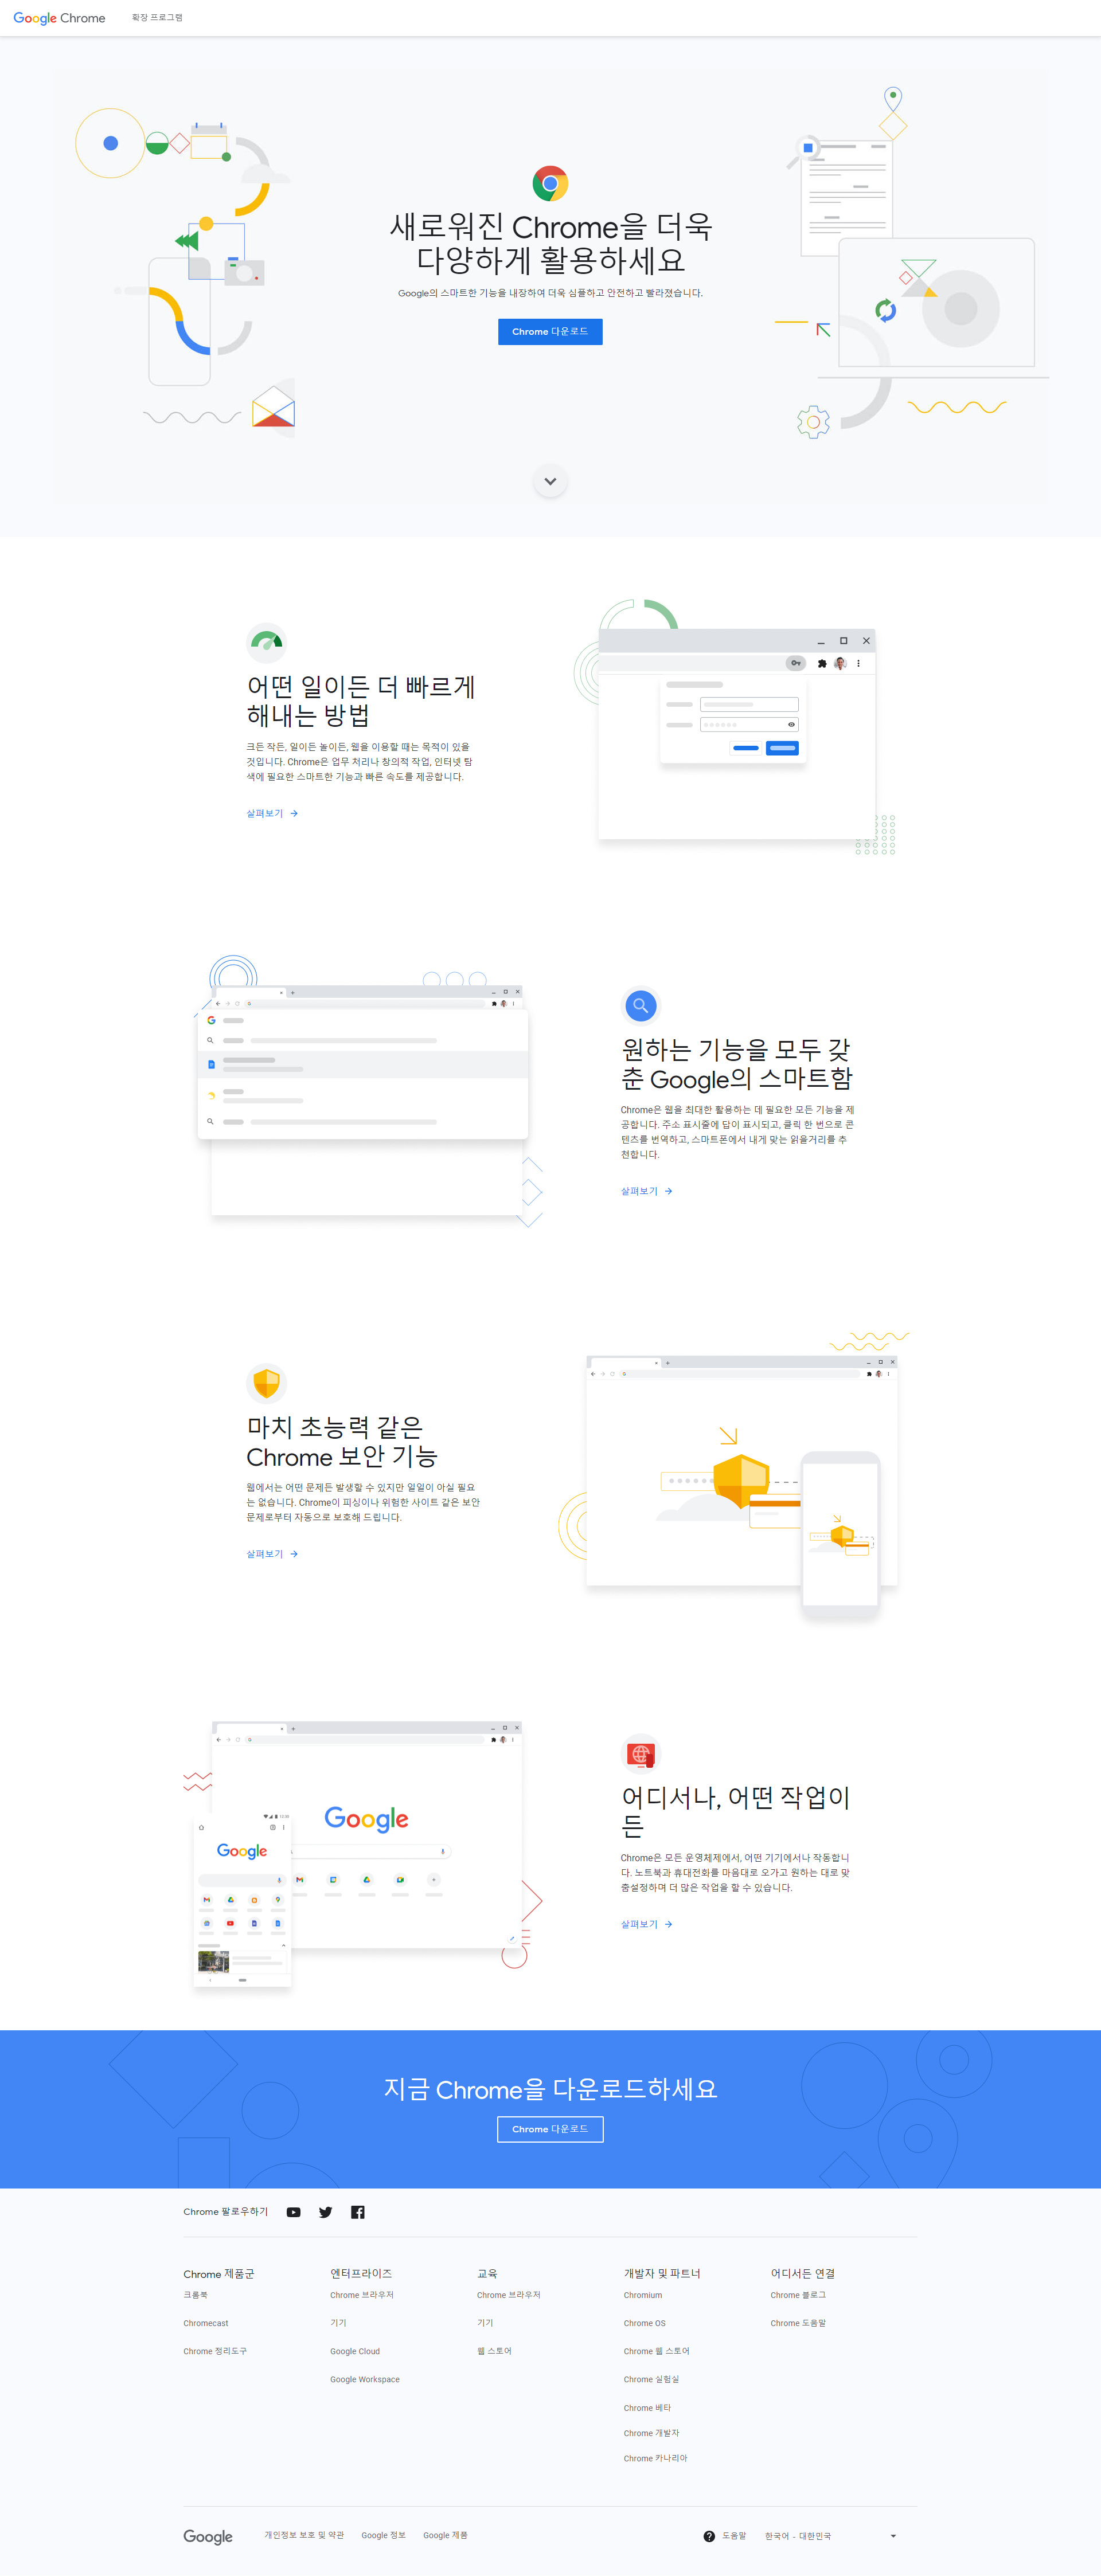 Google Chrome
확장 프로그램
새로워진 Chrome을 더욱
다양하게 활용하세요
Google의 스마트한 기능을 내장하여 더욱 심플하고 안전하고 빨라졌습니다.
Chrome 다운로드
어떤 일이든 더 빠르게
해내는 방법
크든 작든, 일이든 놀이든, 웹을 이용할 때는 목적이 있을
것입니다. Chrome은 업무 처리나 창의적 작업, 인터넷 탐
색에 필요한 스마트한 기능과 빠른 속도를 제공합니다.
살펴보기
원하는 기능을 모두 갖
춘 Google의 스마트함
Chrome은 웹을 최대한 활용하는 데 필요한 모든 기능을 제
공합니다. 주소 표시줄에 답이 표시되고, 클릭 한 번으로 콘
텐츠를 번역하고, 스마트폰에서 내게 맞는 읽을거리를 추
천합니다.
살펴보기
마치 초능력 같은
Chrome 보안 기능
웹에서는 어떤 문제든 발생할 수 있지만 일일이 아실 필요
는 없습니다. Chrome이 피싱이나 위험한 사이트 같은 보안
문제로부터 자동으로 보호해 드립니다.
살펴보기
Google
Google
어디서나, 어떤 작업이
든
Chrome은 모든 운영체제에서, 어떤 기기에서나 작동합니
다. 노트북과 휴대전화를 마음대로 오가고 원하는 대로 맞
춤설정하며 더 많은 작업을 할 수 있습니다.
살펴보기
지금 Chrome을 다운로드하세요
Chrome 다운로드
Chrome 팔로우하기
Chrome 제품군
크롬북
Chromecast
Chrome 정리도구
엔터프라이즈
Chrome 브라우저
기기
Google Cloud
Google Workspace
교육
Chrome 브라우저
기기
웹 스토어
개발자 및 파트너
Chromium
Chrome OS
Chrome 웹 스토어
Chrome 실험실
Chrome 베타
Chrome 개발자
Chrome 카나리아
어디서든 연결
Chrome 블로그
Chrome 도움말
Google
개인정보 보호 및 약관
Google 정보
Google 제품
도움말
한국어 - 대한민국